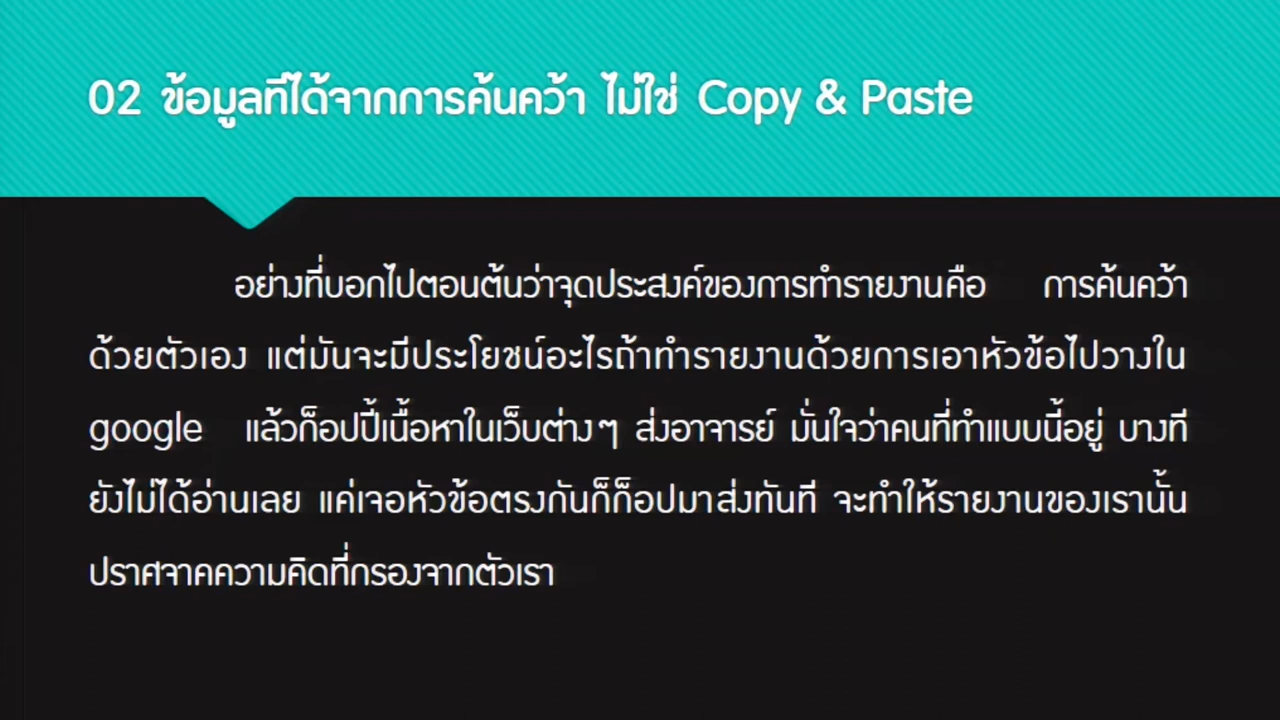 02 ข้อมูลที่ได้จากการค้นคว้า ไม่ใช่ Copy & Paste
อย่างที่บอกไปตอนต้นว่าจุดประสงค์ของการทำรายงานคือ การค้นคว้า
ด้วยตัวเอง แต่มันจะมีประโยชน์อะไรถ้าทำรายงานด้วยการเอาหัวข้อไปวางใน
google แล้วก็อปปี้เนื้อหาในเว็บต่างๆ ส่งอาจารย์ มั่นใจว่าคนที่ทำแบบนี้อยู่ บางที
ยังไม่ได้อ่านเลย แค่เจอหัวข้อตรงกันก็ก็อปมาส่งทันที จะทำให้รายงานของเรานั้น
ปราศจาคความคิดที่กรองจากตัวเรา